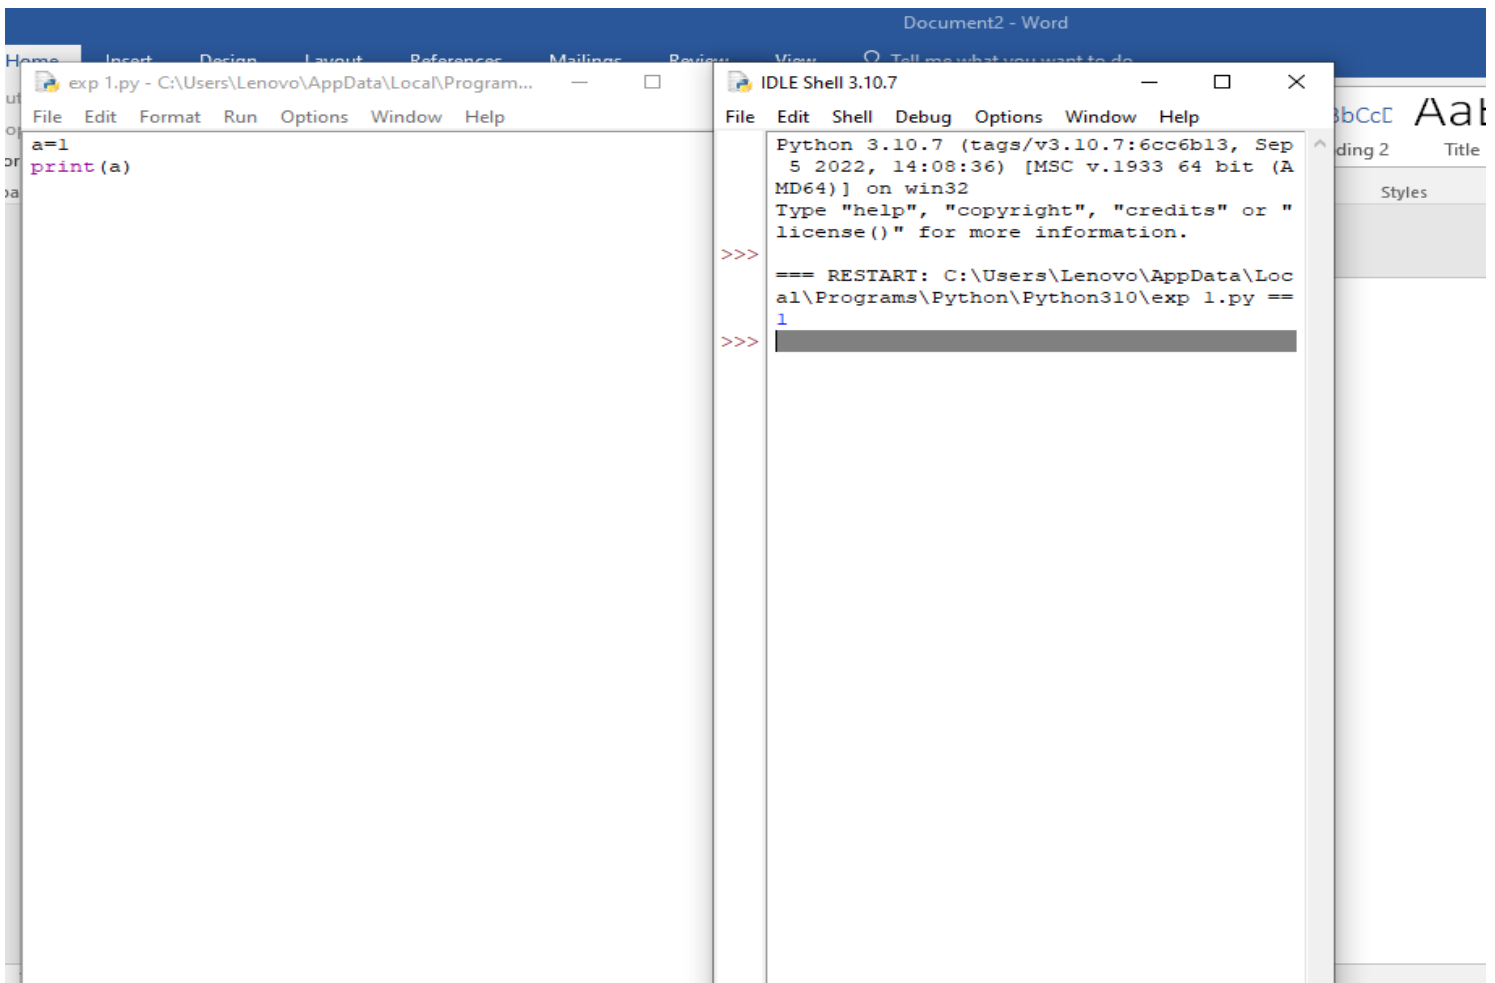 Document2 - Word
Home Insert Design Layout References Mailings Review View Tell me what you want to do
exp 1.py - C:\Users\Lenovo\AppData\Local\Program...
File Edit Format Run Options Window Help
a=1
print(a)
IDLE Shell 3.10.7
File Edit Shell Debug Options Window Help
Python 3.10.7 (tags/v3.10.7:6cc6b13, Sep
5 2022, 14:08:36) [MSC v.1933 64 bit (A
MD64)] on win32
Type "help", "copyright", "credits" or "
license()" for more information.
>>>
=== RESTART: C:\Users\Lenovo\AppData\Loc
al\Programs\Python\Python310\exp 1.py ==
1
>>>
BbCcD Aab
ding 2 Title
Styles